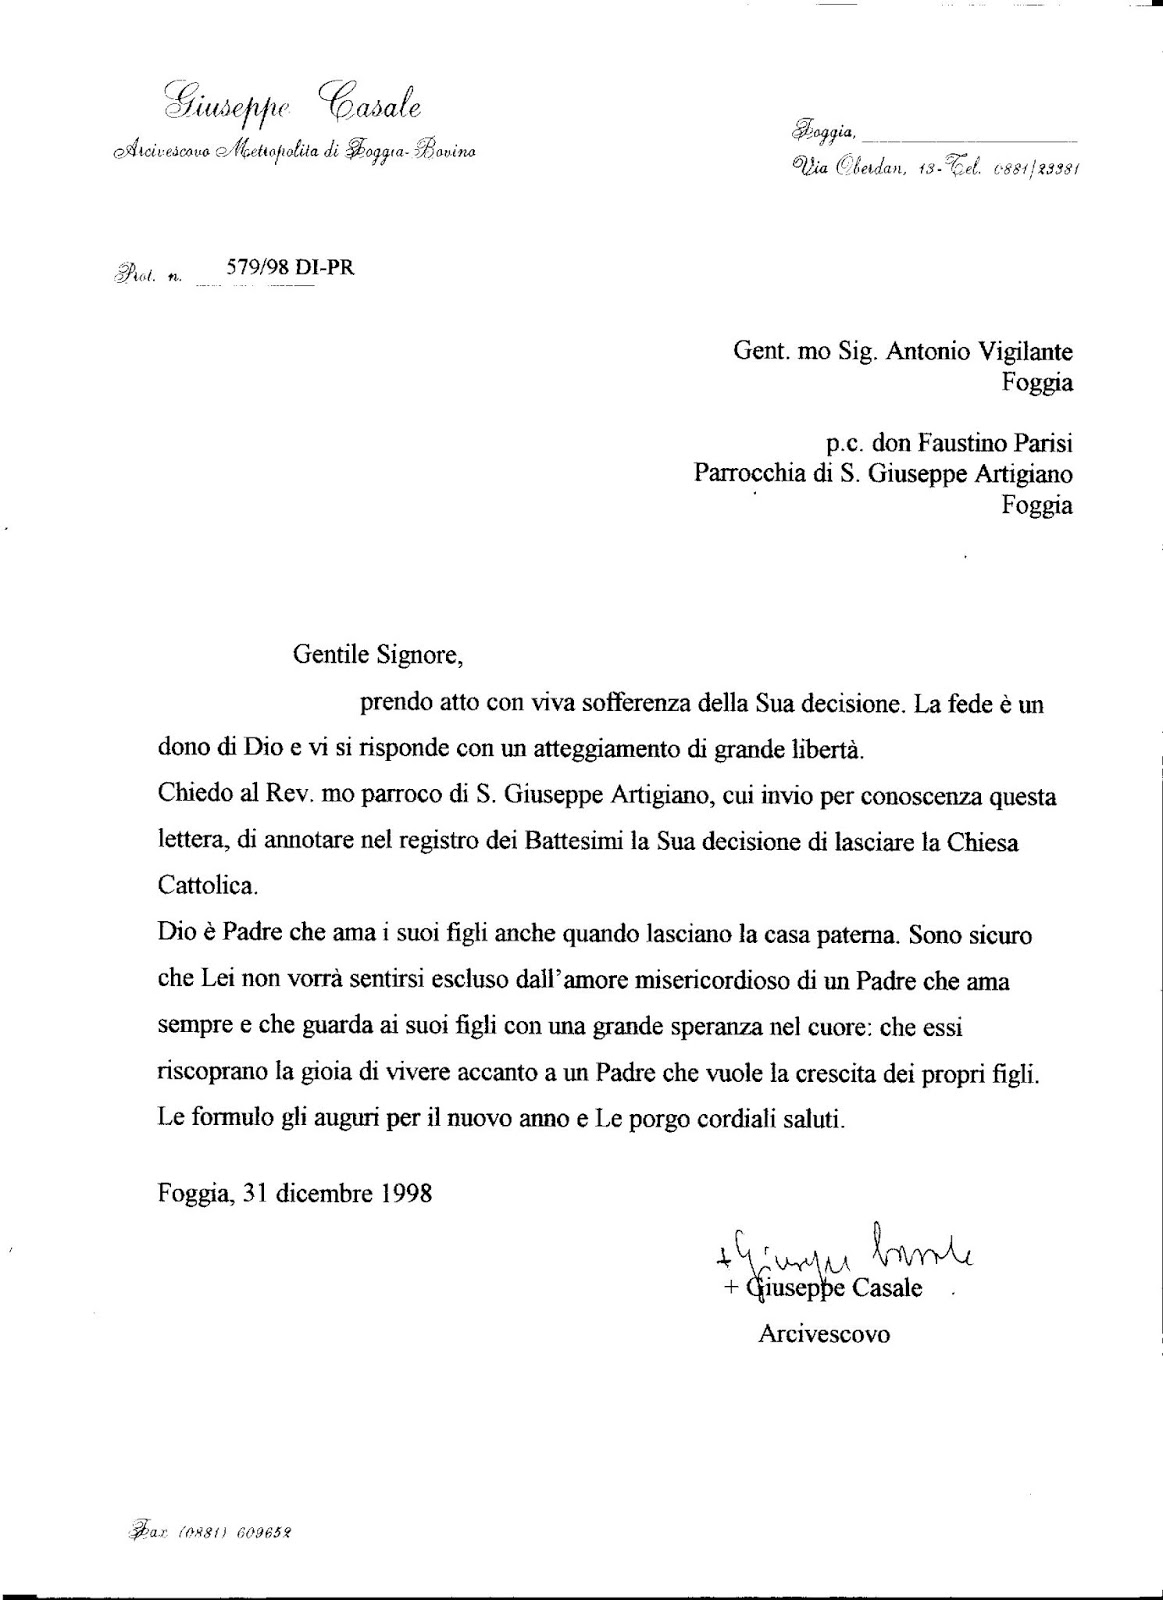 Giuseppe Casale
Arcivescovo Metropolita di Foggia-Bovino
Foggia,
Via Oberdan, 13-Tel. 0881/23381
Prot. n. 579/98 DI-PR
Gent. mo Sig. Antonio Vigilante
Foggia
p.c. don Faustino Parisi
Parrocchia di S. Giuseppe Artigiano
Foggia
Gentile Signore,
prendo atto con viva sofferenza della Sua decisione. La fede è un
dono di Dio e vi si risponde con un atteggiamento di grande libertà.
Chiedo al Rev. mo parroco di S. Giuseppe Artigiano, cui invio per conoscenza questa
lettera, di annotare nel registro dei Battesimi la Sua decisione di lasciare la Chiesa
Cattolica.
Dio è Padre che ama i suoi figli anche quando lasciano la casa paterna. Sono sicuro
che Lei non vorrà sentirsi escluso dall'amore misericordioso di un Padre che ama
sempre e che guarda ai suoi figli con una grande speranza nel cuore: che essi
riscoprano la gioia di vivere accanto a un Padre che vuole la crescita dei propri figli.
Le formulo gli auguri per il nuovo anno e Le porgo cordiali saluti.
Foggia, 31 dicembre 1998
+ Giuseppe Casale
+ Giuseppe Casale
Arcivescovo
Fax (0881) 609652